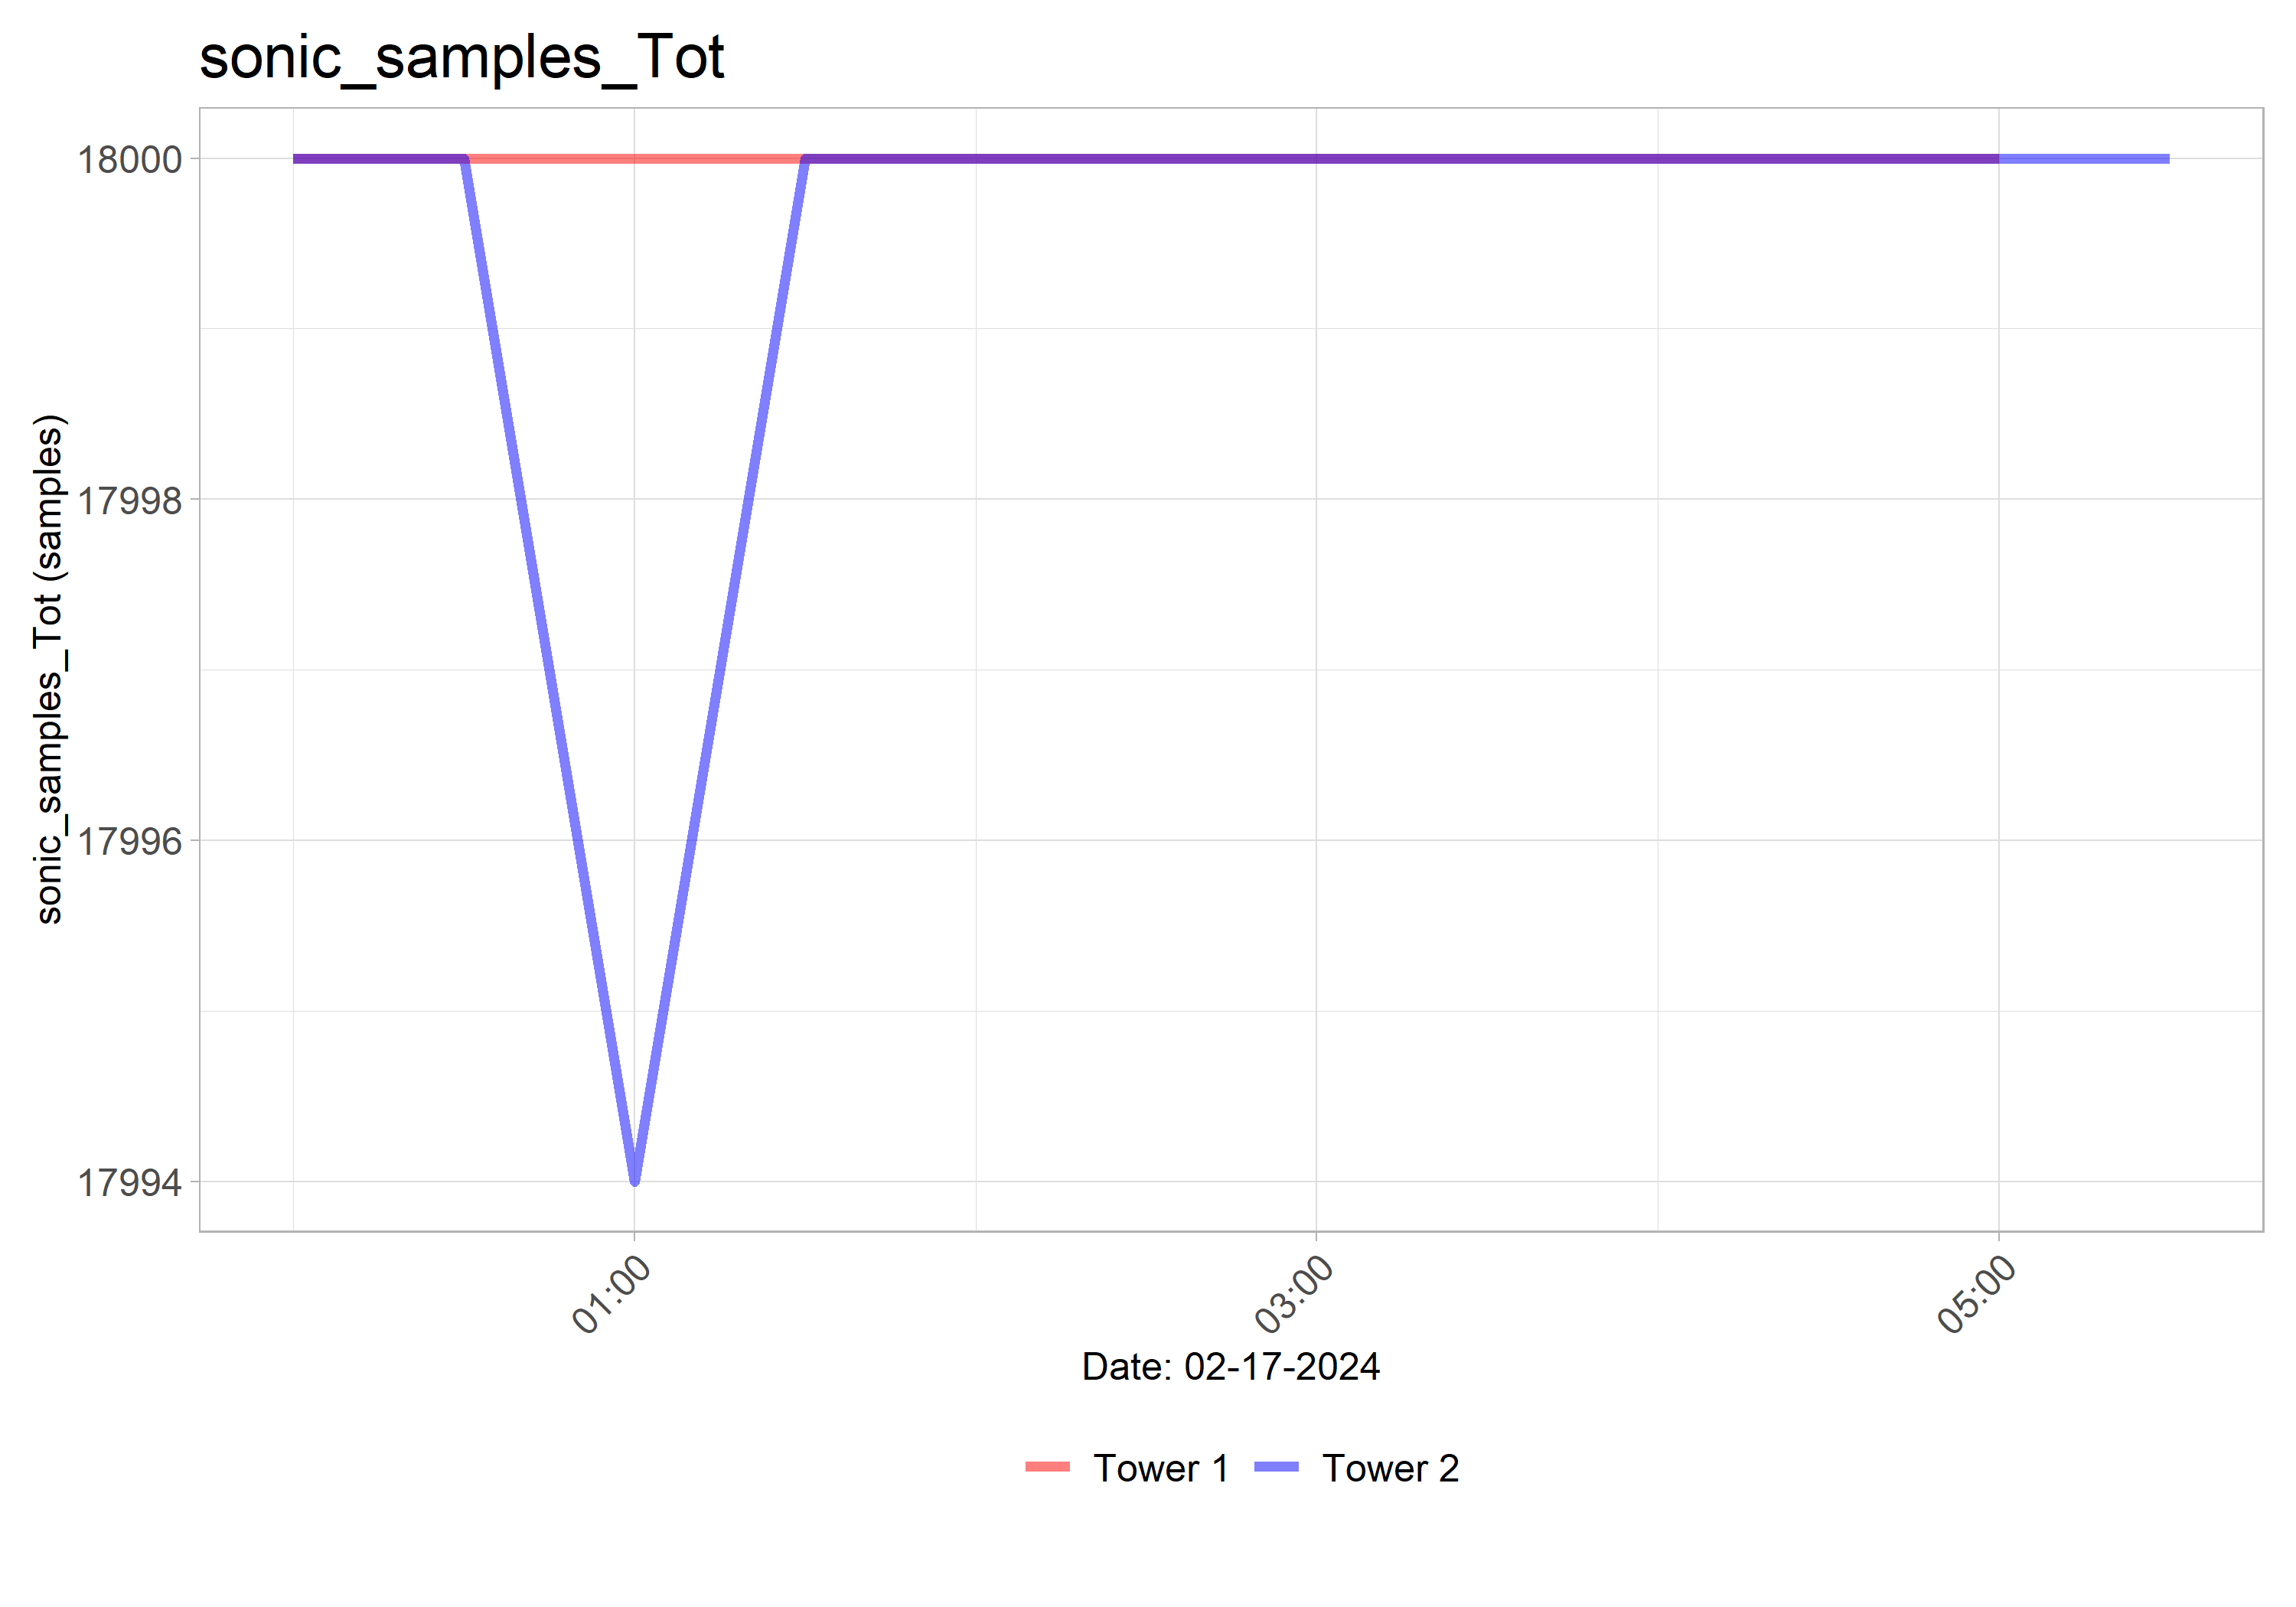 sonic_samples_Tot
sonic_samples_Tot (samples)
18000
17998
17996
17994
01:00
03:00
05:00
Date: 02-17-2024
Tower 1
Tower 2